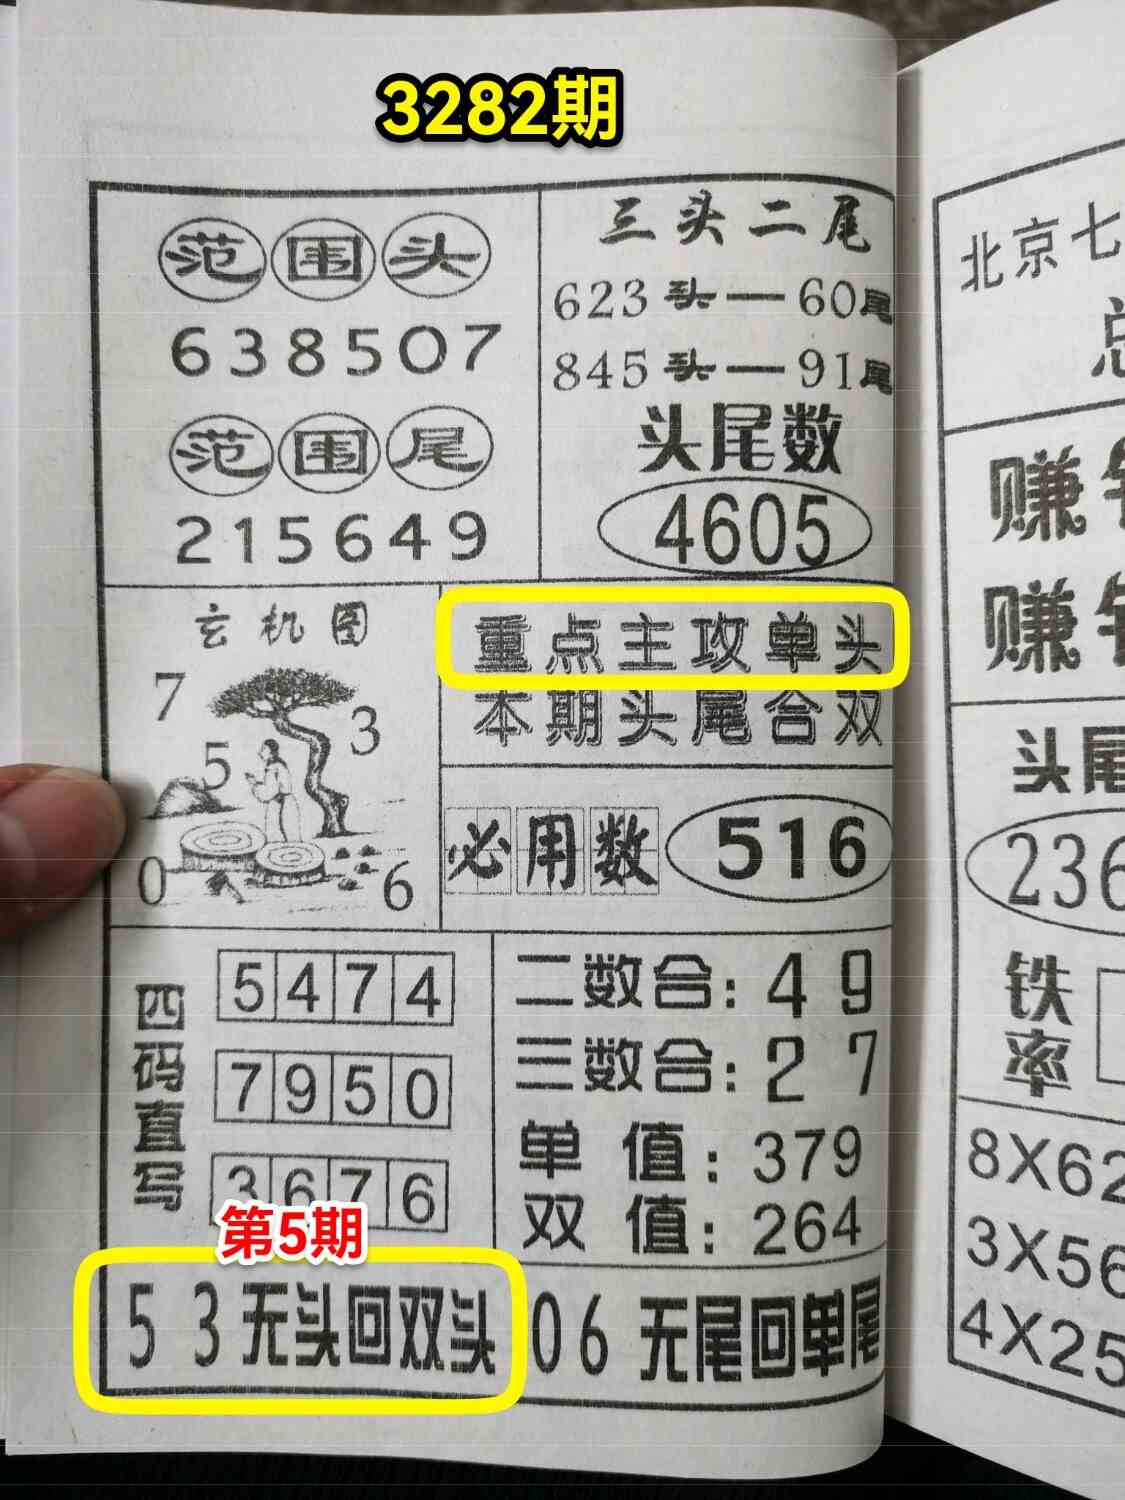 3282期
范围头
638507
范围尾
215649
三头二尾
623头—60尾
845头—91尾
头尾数
4605
玄机图
7
3
5
0
6
重点主攻单头
本期头尾合双
必用数 516
四码直写
5474
7950
3676
二数合：49
三数合：27
单值：379
双值：264
第5期
53无头回双头
06无尾回单尾
北京七
总
赚
赚
头尾
236
铁率
8X62
3X56
4X25